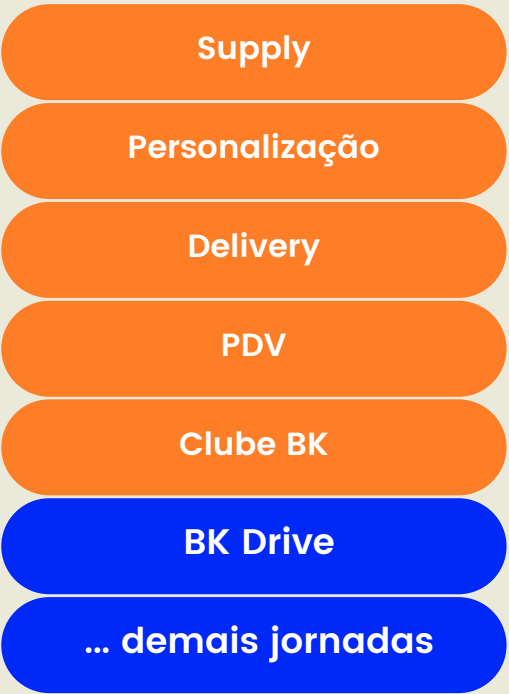 Supply
Personalização
Delivery
PDV
Clube BK
BK Drive
... demais jornadas